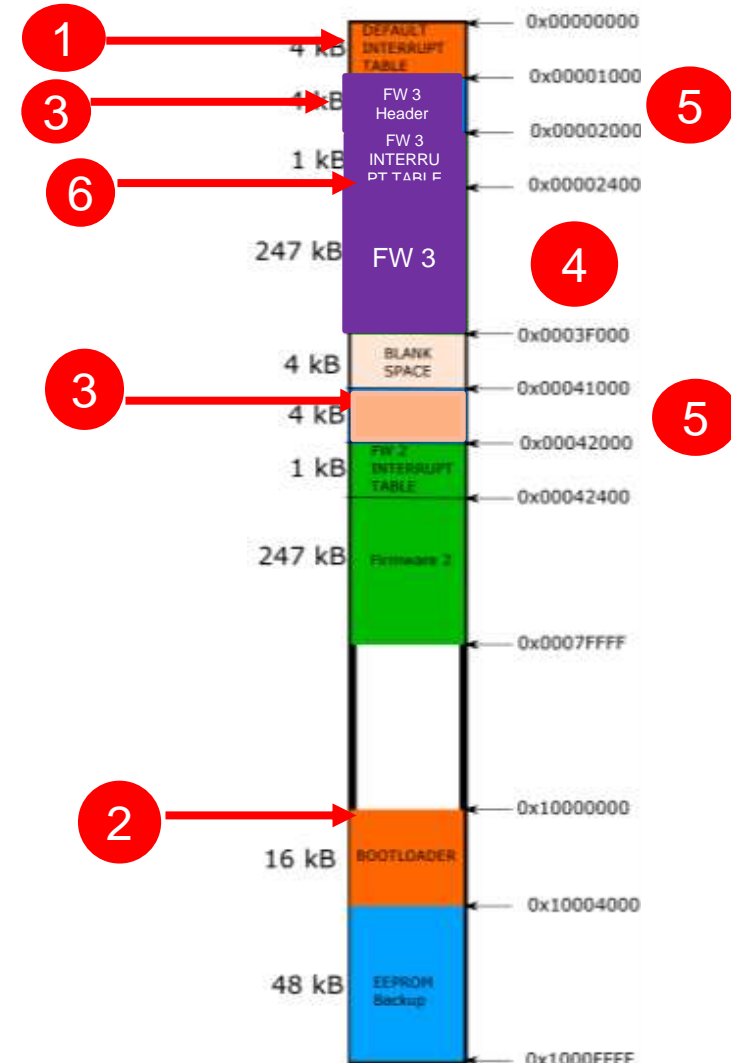 1
4 kB
DEFAULT
INTERRUPT
TABLE
0x00000000
0x00001000
3
4 kB
FW 3
Header
5
0x00002000
1 kB
FW 3
INTERRU
PT TABLE
6
0x00002400
247 kB
FW 3
4
0x0003F000
4 kB
BLANK
SPACE
3
0x00041000
4 kB
5
0x00042000
1 kB
FW 2
INTERRUPT
TABLE
0x00042400
247 kB
Firmware 2
0x0007FFFF
2
0x10000000
16 kB
BOOTLOADER
0x10004000
48 kB
EEPROM
Backup
0x1000FFFF